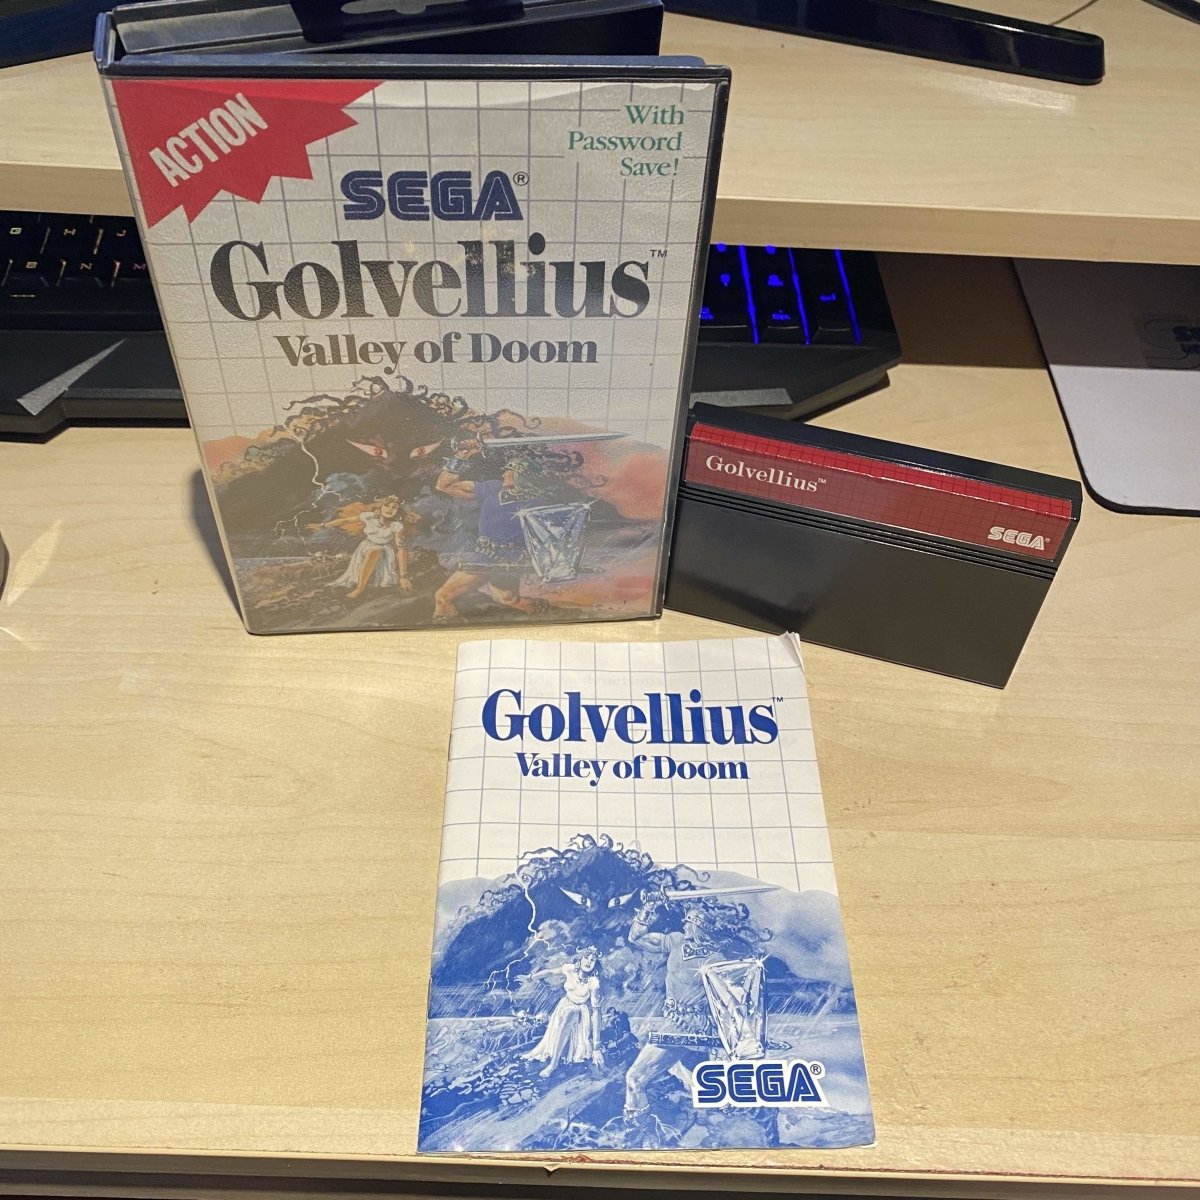 ACTION
With
Password
Save!
SEGA®
Golvellius™
Valley of Doom
G H J
B N M
Golvellius™
SEGA®
Golvellius™
Valley of Doom
SEGA®